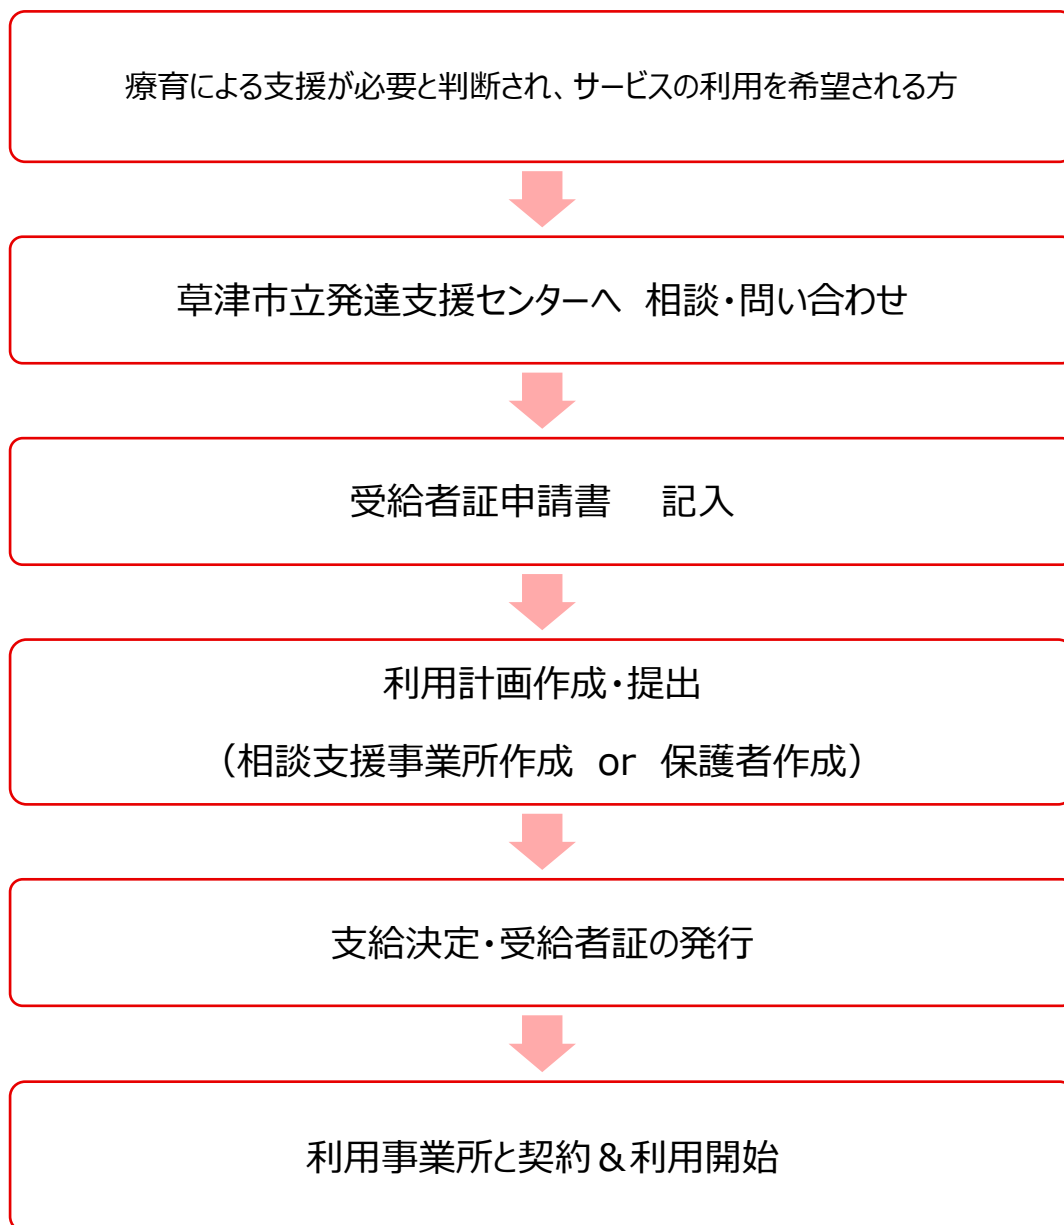 療育による支援が必要と判断され、サービスの利用を希望される方
草津市立発達支援センターへ 相談・問い合わせ
受給者証申請書　記入
利用計画作成・提出
（相談支援事業所作成 or 保護者作成）
支給決定・受給者証の発行
利用事業所と契約＆利用開始